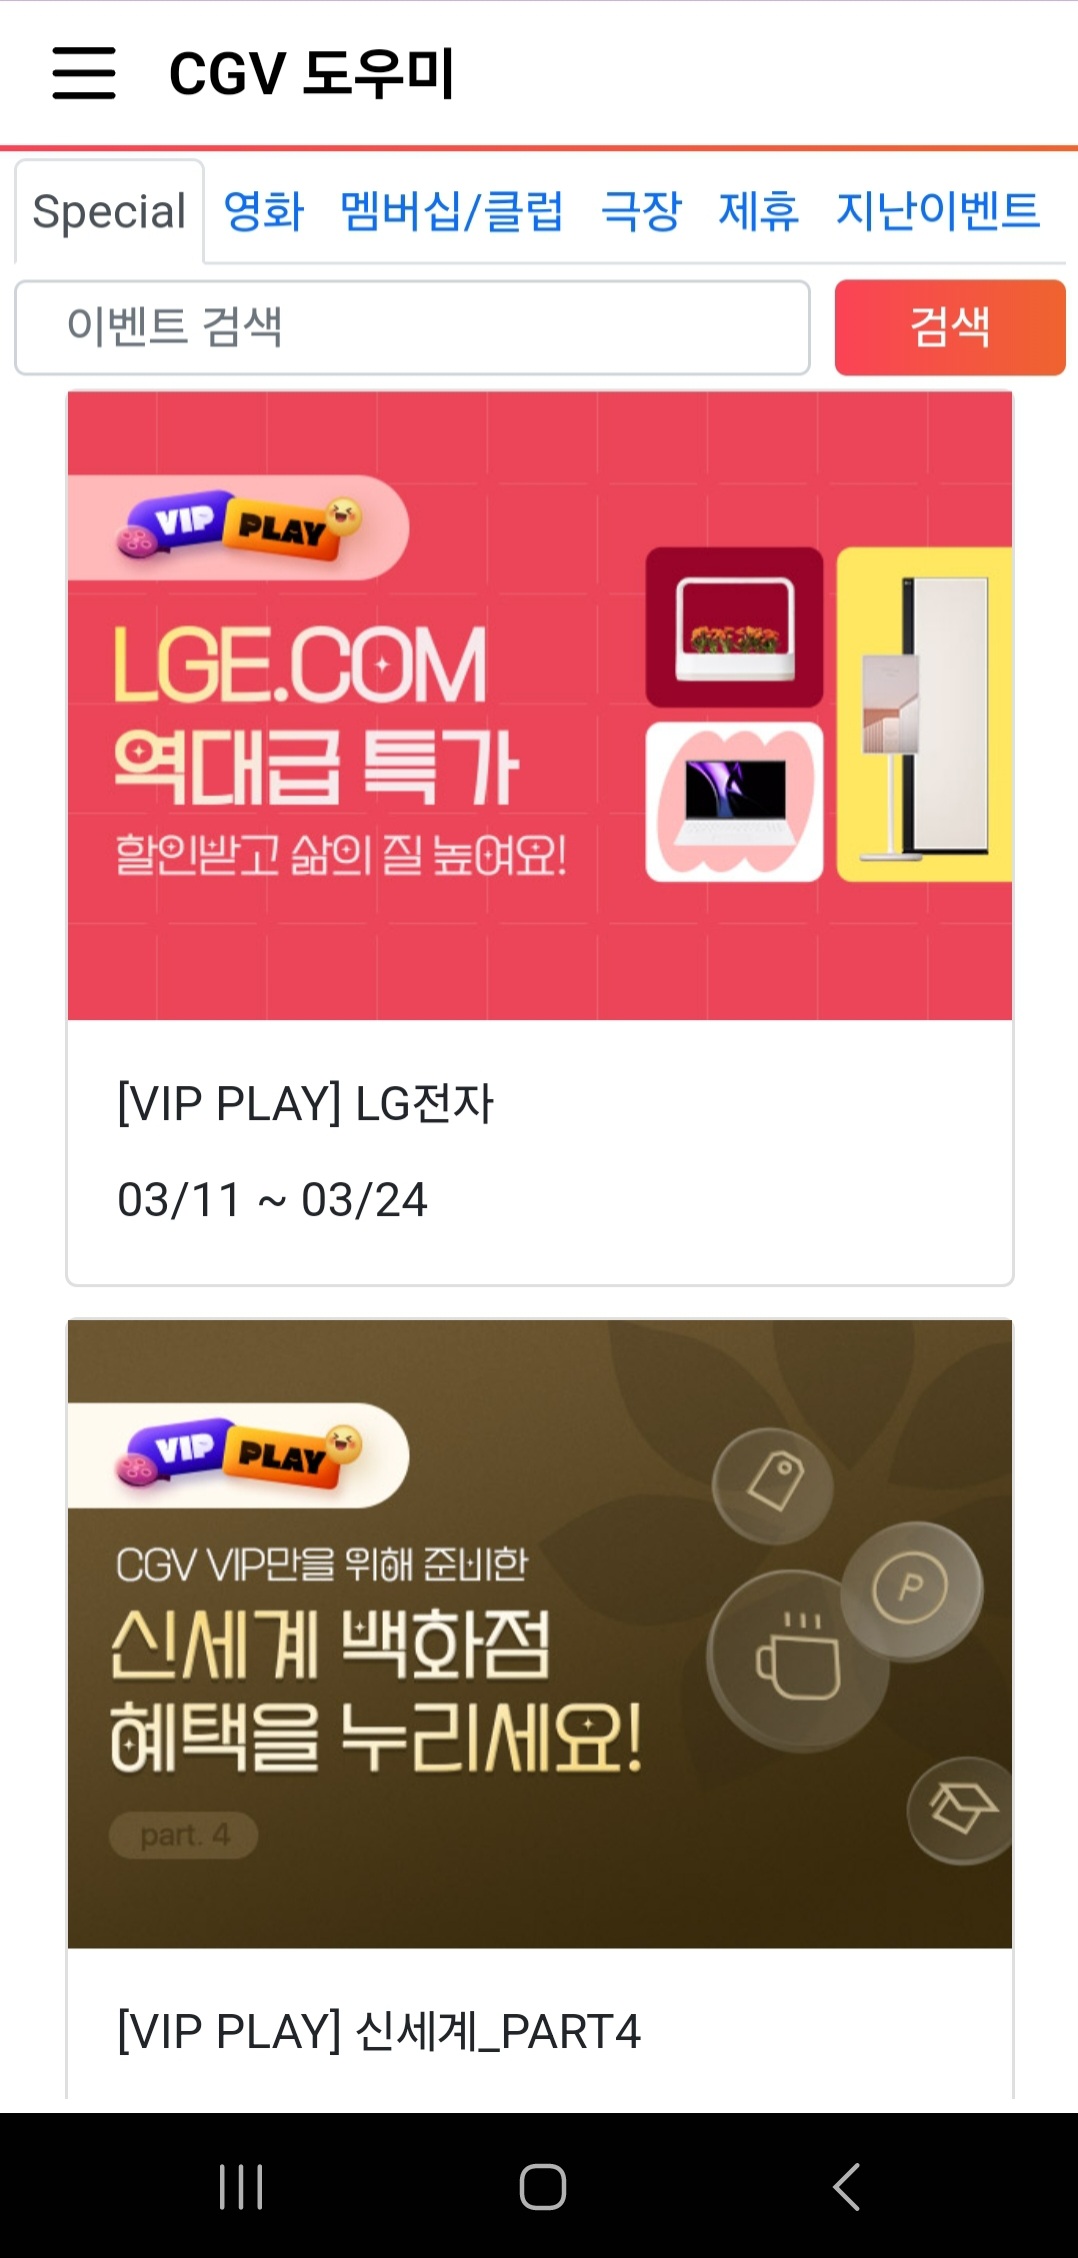 CGV 도우미
Special 영화 멤버십/클럽 극장 제휴 지난이벤트
이벤트 검색 검색
VIP PLAY
LGE.COM
역대급 특가
할인받고 삶의 질 높여요!
[VIP PLAY] LG전자
03/11 ~ 03/24
VIP PLAY
CGV VIP만을 위해 준비한
신세계 백화점
혜택을 누리세요!
part. 4
P
[VIP PLAY] 신세계_PART4